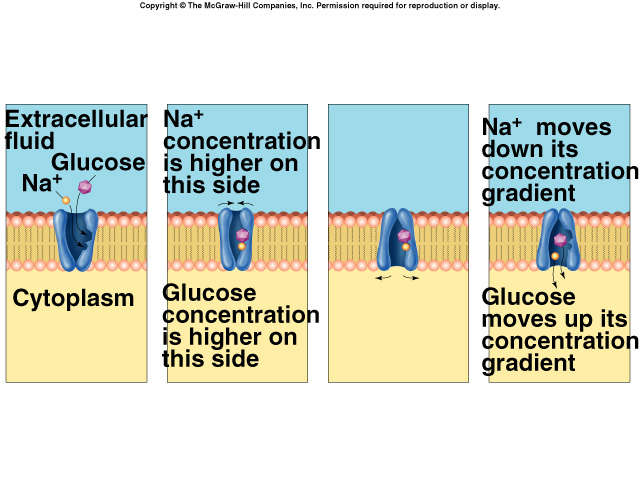 Copyright © The McGraw-Hill Companies, Inc. Permission required for reproduction or display.
Extracellular
fluid
Glucose
Na+
Cytoplasm
Na+
concentration
is higher on
this side
Glucose
concentration
is higher on
this side
Na+ moves
down its
concentration
gradient
Glucose
moves up its
concentration
gradient